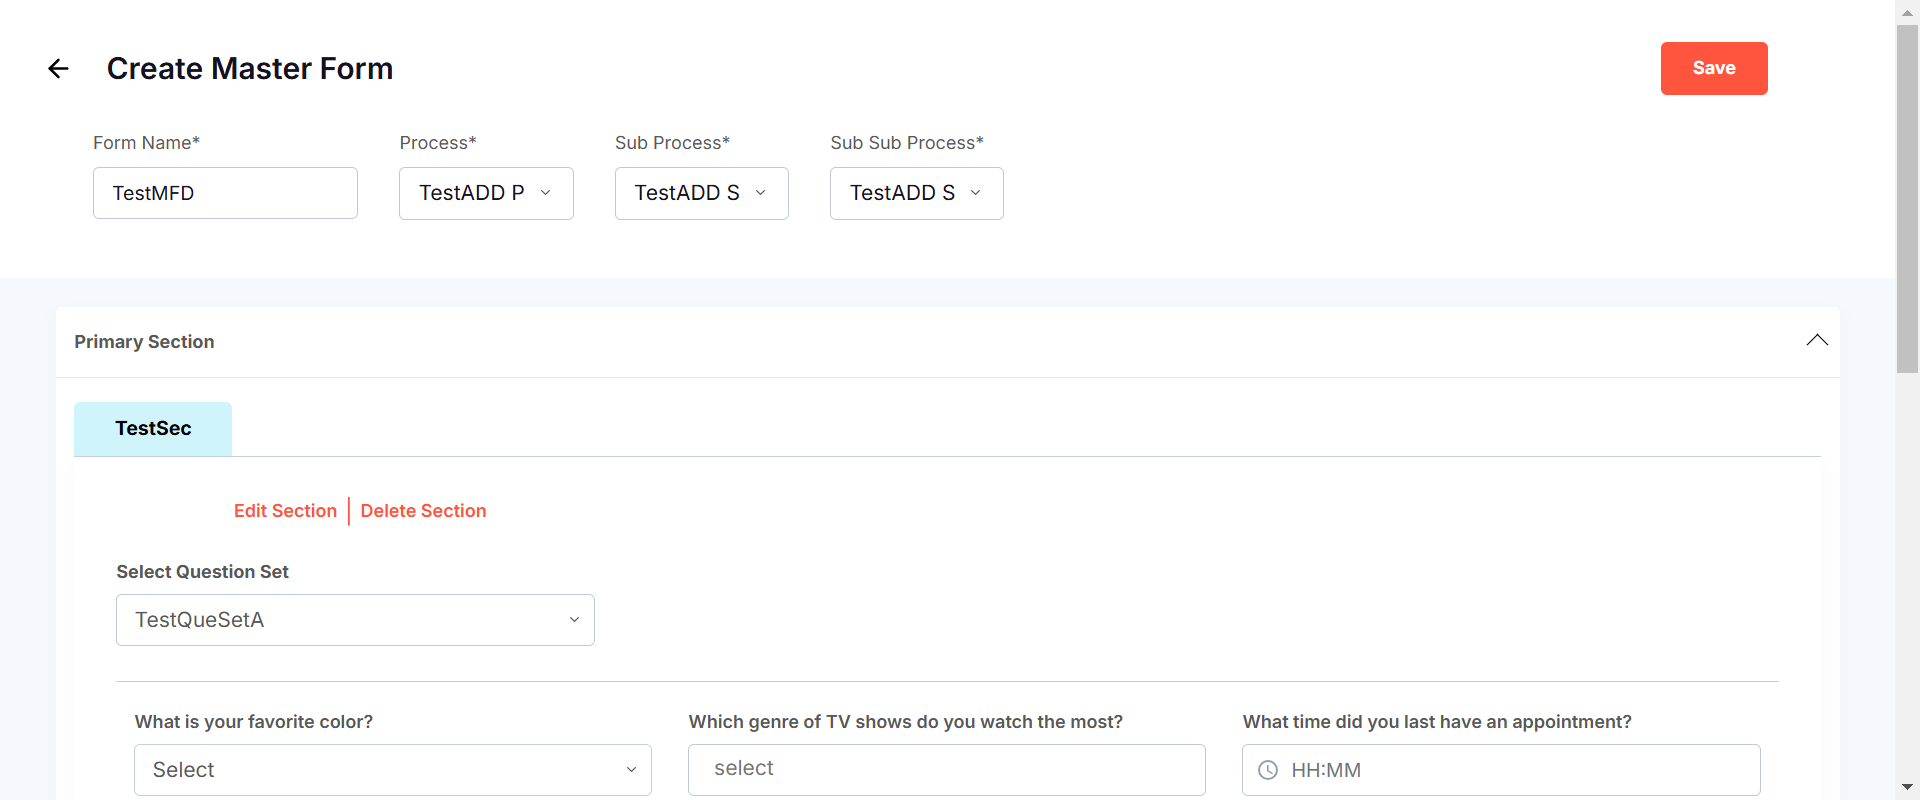 Create Master Form
Save
Form Name* Process* Sub Process* Sub Sub Process*
TestMFD TestADD P TestADD S TestADD S
Primary Section
TestSec
Edit Section Delete Section
Select Question Set
TestQueSetA
What is your favorite color? Which genre of TV shows do you watch the most? What time did you last have an appointment?
Select select HH:MM